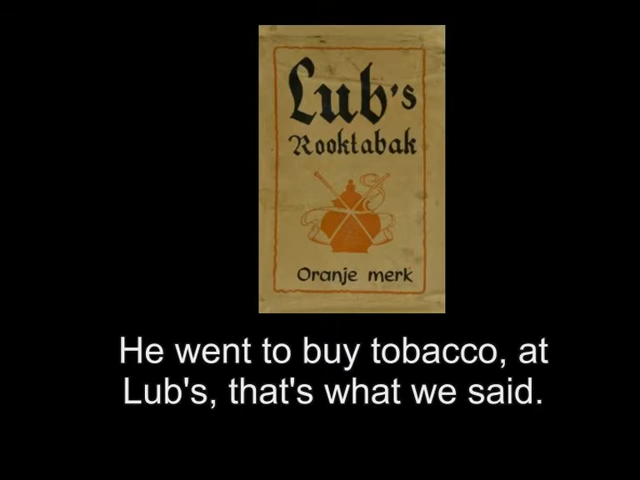 Lub's
Rooktabak
Oranje merk
He went to buy tobacco, at
Lub's, that's what we said.